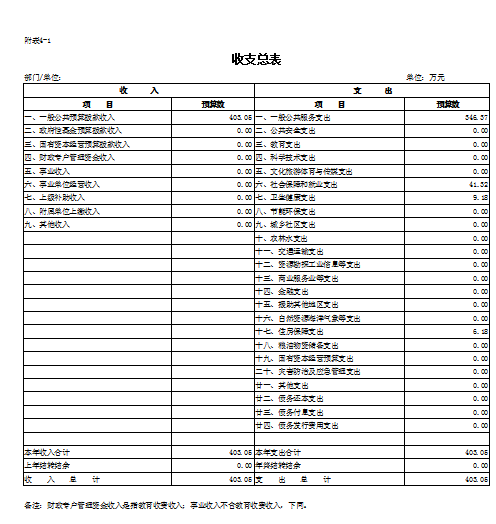 附表4-1
收支总表
部门/单位: 单位: 万元
收 入 支 出
项 目 预算数 项 目 预算数
一、一般公共预算拨款收入 403.05 一、一般公共服务支出 346.37
二、政府性基金预算拨款收入 0.00 二、公共安全支出 0.00
三、国有资本经营预算拨款收入 0.00 三、教育支出 0.00
四、财政专户管理资金收入 0.00 四、科学技术支出 0.00
五、事业收入 0.00 五、文化旅游体育与传媒支出 0.00
六、事业单位经营收入 0.00 六、社会保障和就业支出 41.32
七、上级补助收入 0.00 七、卫生健康支出 9.18
八、附属单位上缴收入 0.00 八、节能环保支出 0.00
九、其他收入 0.00 九、城乡社区支出 0.00
十、农林水支出 0.00
十一、交通运输支出 0.00
十二、资源勘探工业信息等支出 0.00
十三、商业服务业等支出 0.00
十四、金融支出 0.00
十五、援助其他地区支出 0.00
十六、自然资源海洋气象等支出 0.00
十七、住房保障支出 6.18
十八、粮油物资储备支出 0.00
十九、国有资本经营预算支出 0.00
二十、灾害防治及应急管理支出 0.00
廿一、其他支出 0.00
廿二、债务还本支出 0.00
廿三、债务付息支出 0.00
廿四、债务发行费用支出 0.00
本年收入合计 403.05 本年支出合计 403.05
上年结转结余 0.00 年终结转结余 0.00
收 入 总 计 403.05 支 出 总 计 403.05
备注: 财政专户管理资金收入是指教育收费收入; 事业收入不含教育收费收入, 下同。